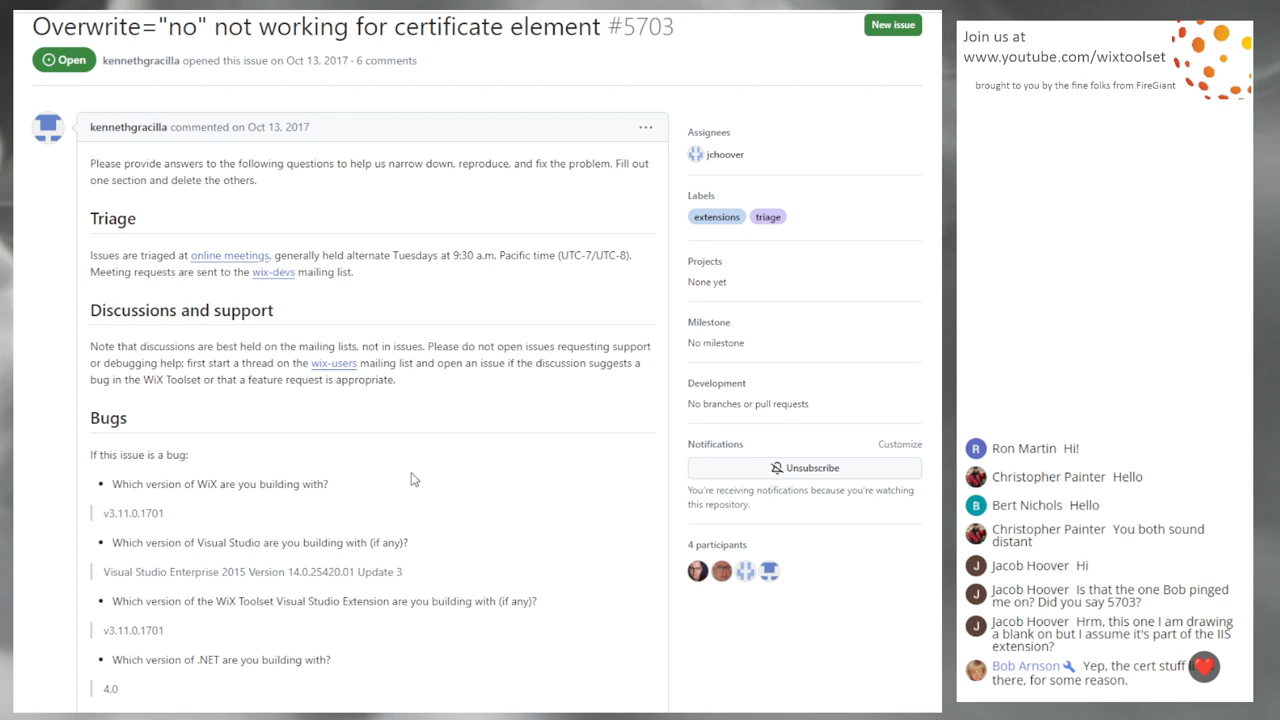 Overwrite="no" not working for certificate element #5703
New issue
Open
kennethgracilla opened this issue on Oct 13, 2017 · 6 comments
kennethgracilla commented on Oct 13, 2017
Please provide answers to the following questions to help us narrow down, reproduce, and fix the problem. Fill out
one section and delete the others.
Triage
Issues are triaged at online meetings, generally held alternate Tuesdays at 9:30 a.m. Pacific time (UTC-7/UTC-8).
Meeting requests are sent to the wix-devs mailing list.
Discussions and support
Note that discussions are best held on the mailing lists, not in issues. Please do not open issues requesting support
or debugging help; first start a thread on the wix-users mailing list and open an issue if the discussion suggests a
bug in the WiX Toolset or that a feature request is appropriate.
Bugs
If this issue is a bug:
• Which version of WiX are you building with?
v3.11.0.1701
• Which version of Visual Studio are you building with (if any)?
Visual Studio Enterprise 2015 Version 14.0.25420.01 Update 3
• Which version of the WiX Toolset Visual Studio Extension are you building with (if any)?
v3.11.0.1701
• Which version of .NET are you building with?
4.0
Assignees
jchoover
Labels
extensions triage
Projects
None yet
Milestone
No milestone
Development
No branches or pull requests
Notifications Customize
Unsubscribe
You're receiving notifications because you're watching
this repository.
4 participants
Join us at
www.youtube.com/wixtoolset
brought to you by the fine folks from FireGiant
R Ron Martin Hi!
Christopher Painter Hello
B Bert Nichols Hello
Christopher Painter You both sound
distant
J Jacob Hoover Hi
J Jacob Hoover Is that the one Bob pinged
me on? Did you say 5703?
J Jacob Hoover Hrm, this one I am drawing
a blank on but I assume it's part of the IIS
extension?
Bob Arnson Yep, the cert stuff
there, for some reason.